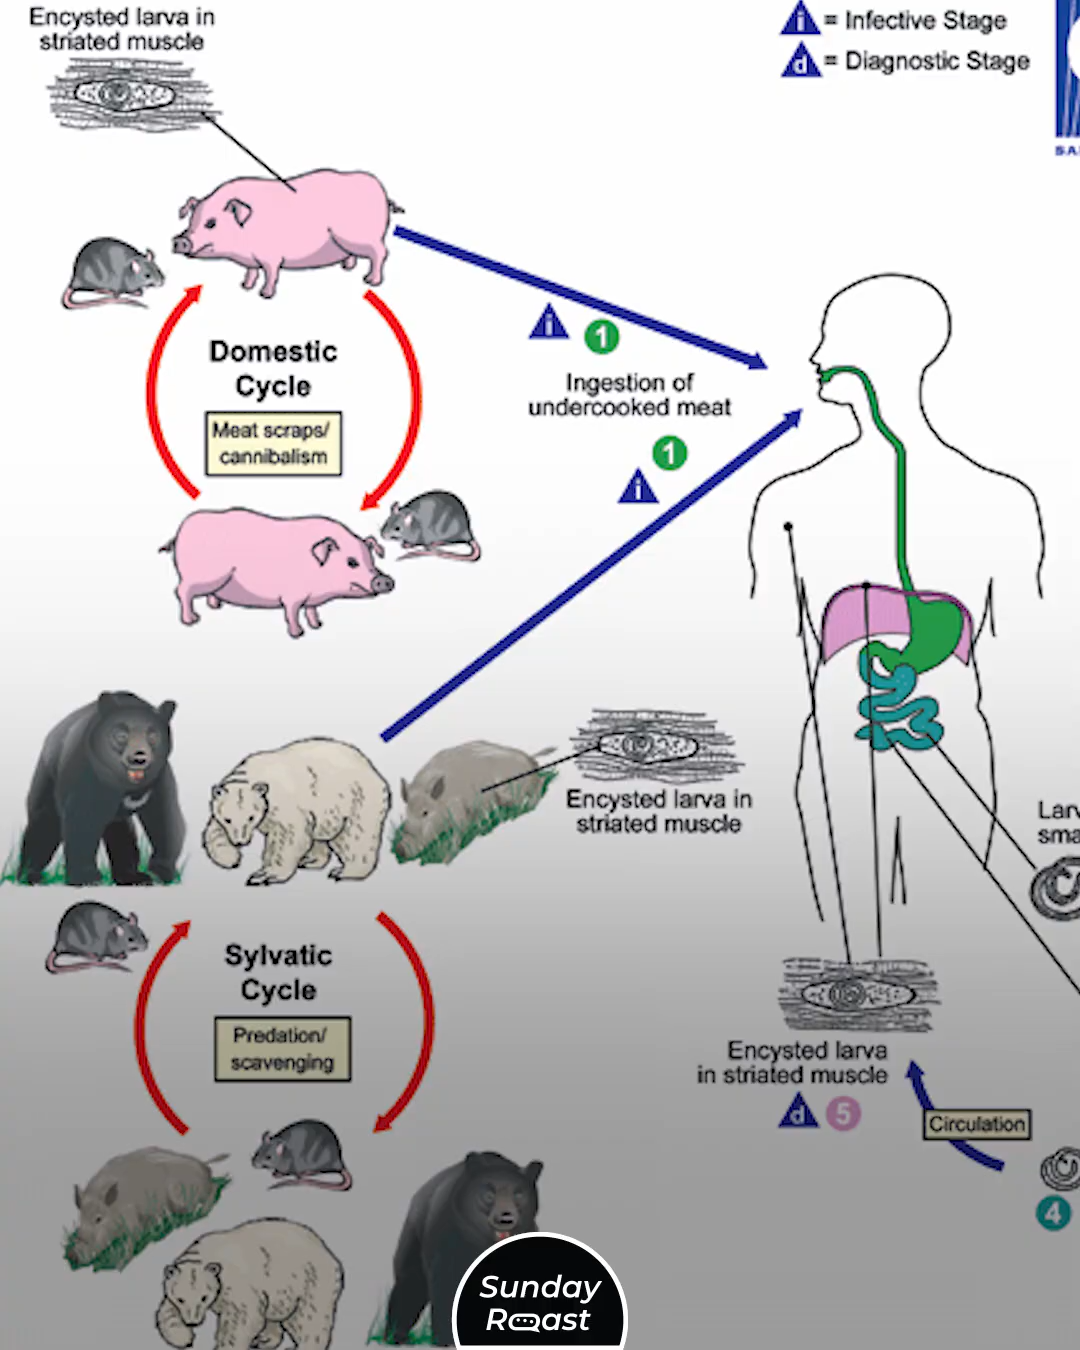 Encysted larva in
striated muscle
i = Infective Stage
d = Diagnostic Stage
Domestic
Cycle
Meat scraps/
cannibalism
i 1
Ingestion of
undercooked meat
1
i
Encysted larva in
striated muscle
Sylvatic
Cycle
Predation/
scavenging
Encysted larva
in striated muscle
d 5
Circulation
4
Sunday
Roast